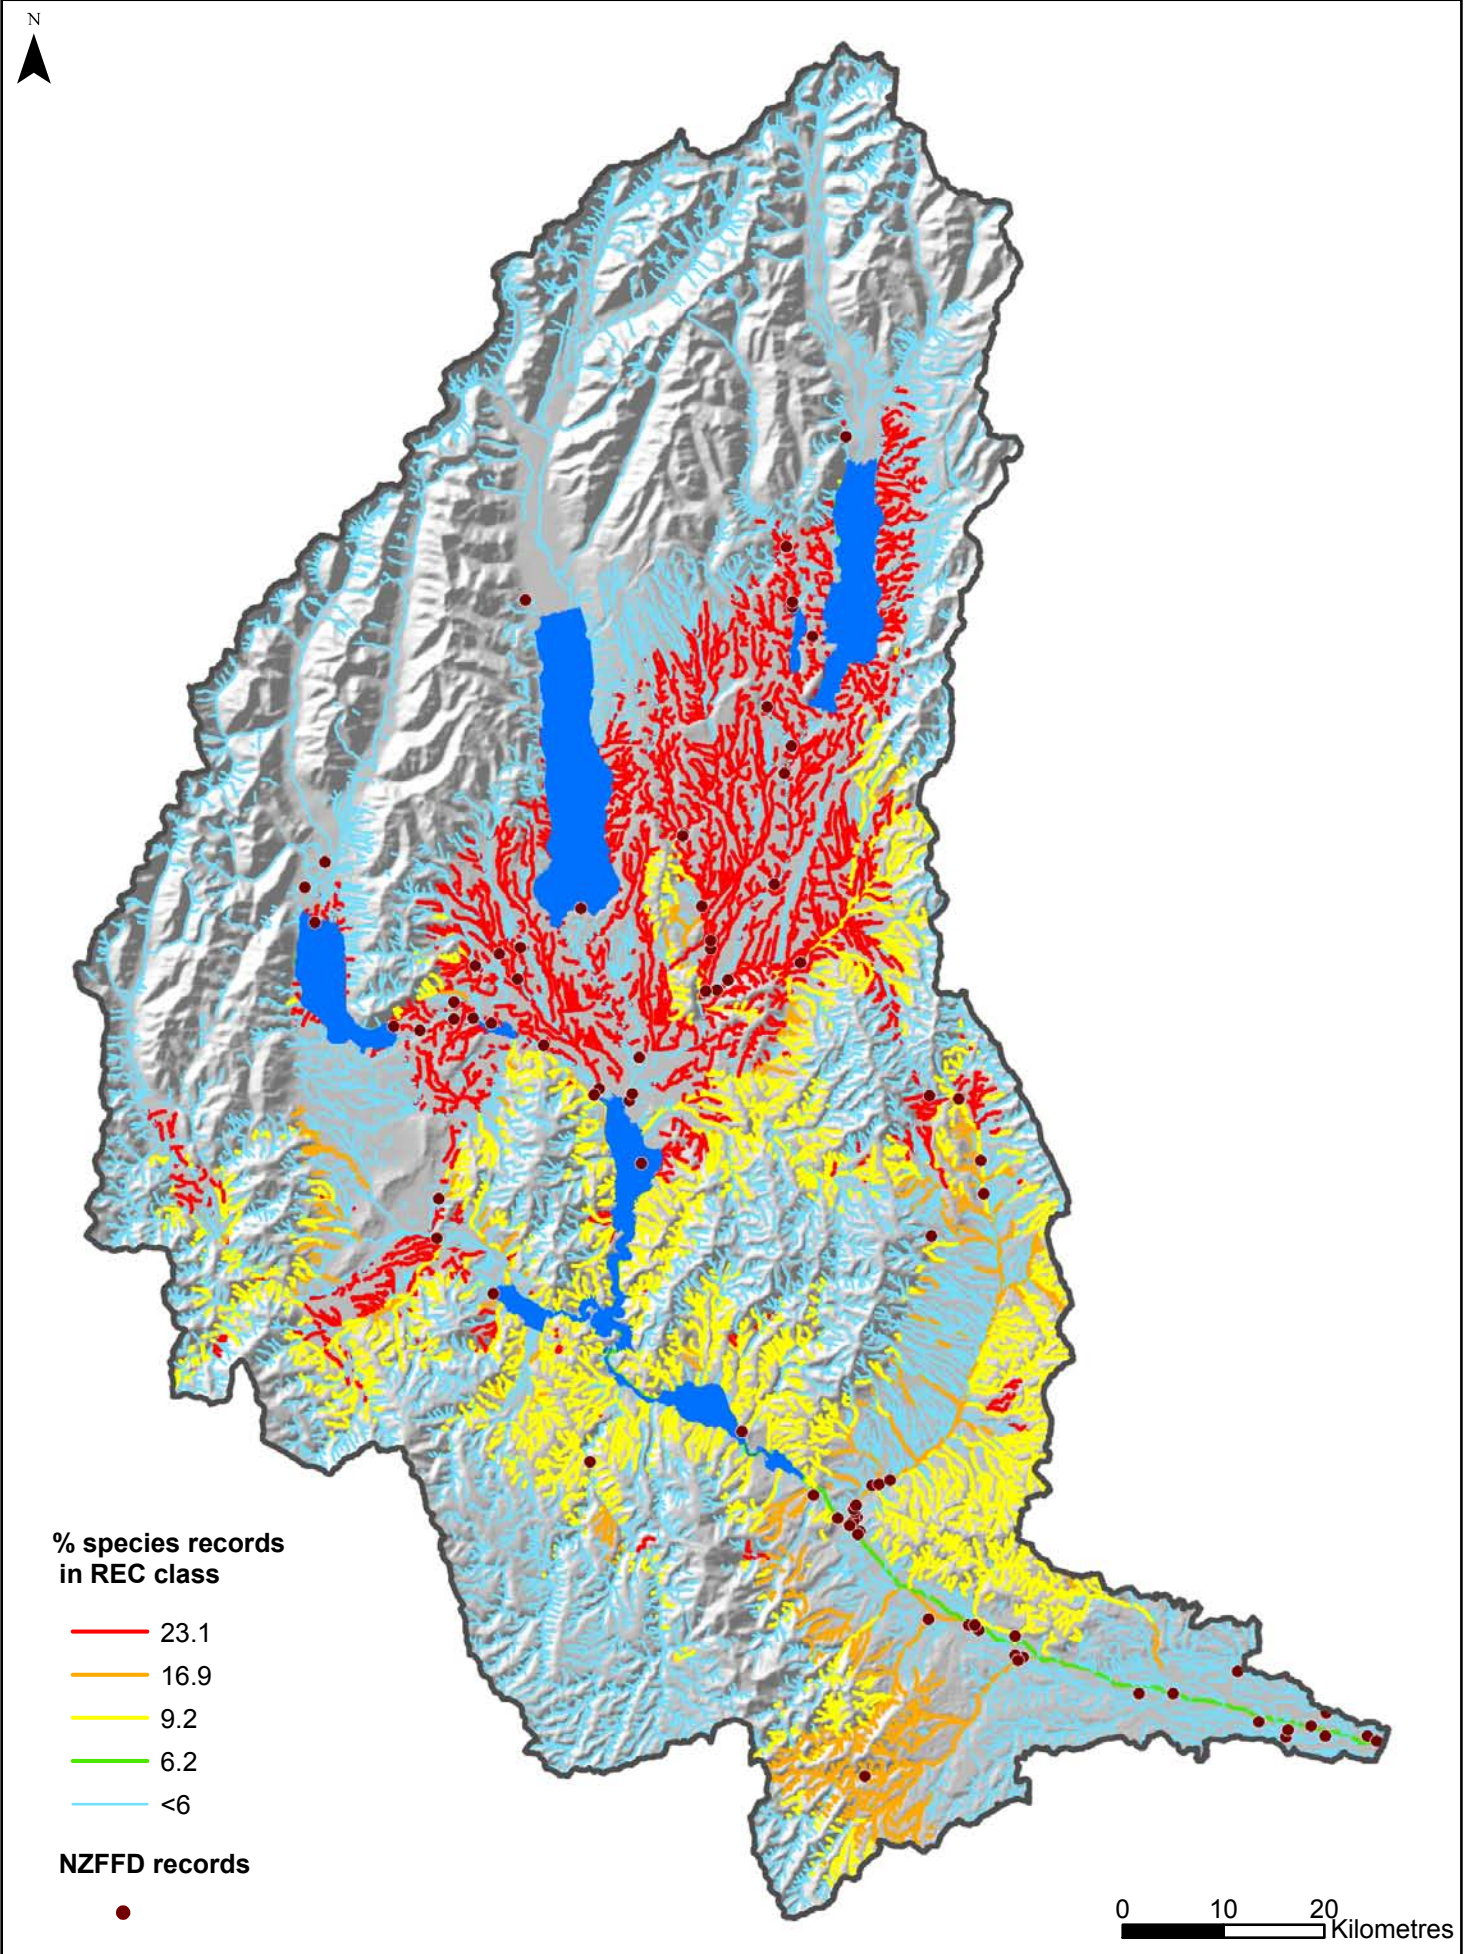 N
% species records
in REC class
23.1
16.9
9.2
6.2
<6
NZFFD records
0 10 20
Kilometres